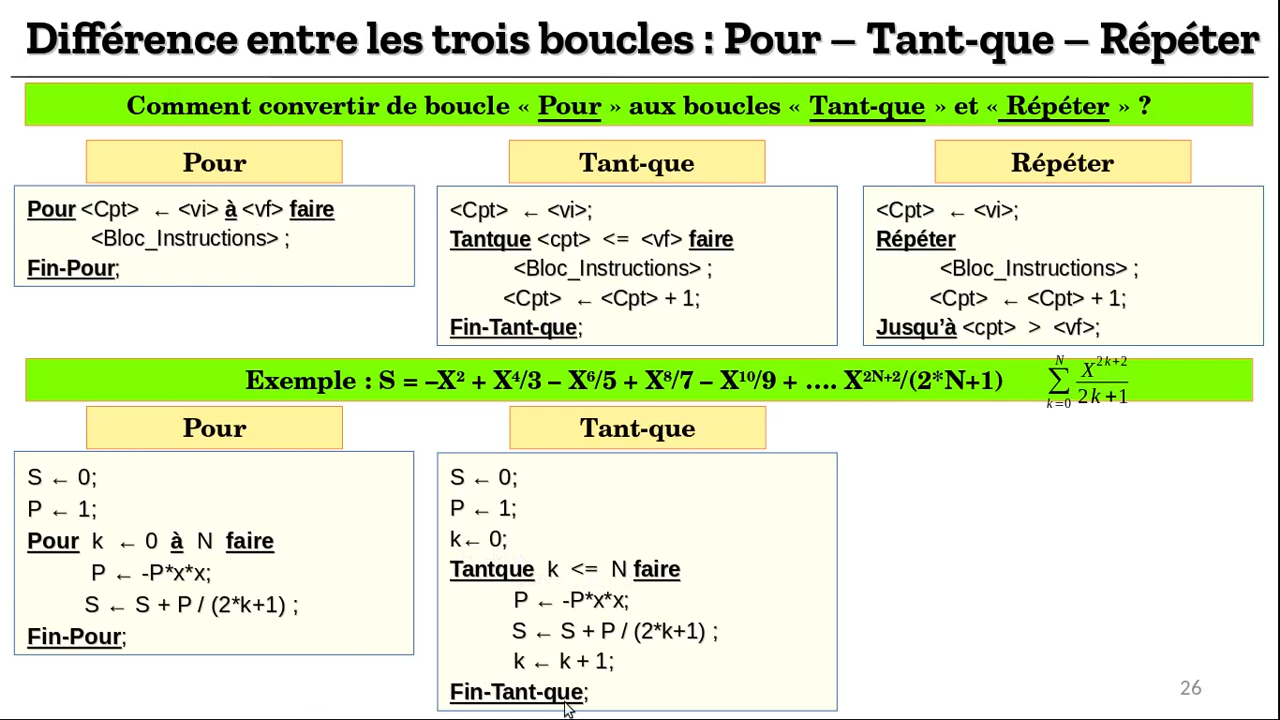 Différence entre les trois boucles : Pour – Tant-que – Répéter
Comment convertir de boucle « Pour » aux boucles « Tant-que » et « Répéter » ?
Pour
Pour <Cpt> ← <vi> à <vf> faire
<Bloc_Instructions> ;
Fin-Pour;
Tant-que
<Cpt> ← <vi>;
Tantque <cpt> <= <vf> faire
<Bloc_Instructions> ;
<Cpt> ← <Cpt> + 1;
Fin-Tant-que;
Répéter
<Cpt> ← <vi>;
Répéter
<Bloc_Instructions> ;
<Cpt> ← <Cpt> + 1;
Jusqu’à <cpt> > <vf>;
Exemple : S = –X² + X⁴/3 – X⁶/5 + X⁸/7 – X¹⁰/9 + …. X²ᴺ⁺²/(2*N+1) ∑_{k=0}^{N} X^{2k+2}/(2k+1)
Pour
S ← 0;
P ← 1;
Pour k ← 0 à N faire
P ← -P*x*x;
S ← S + P / (2*k+1) ;
Fin-Pour;
Tant-que
S ← 0;
P ← 1;
k← 0;
Tantque k <= N faire
P ← -P*x*x;
S ← S + P / (2*k+1) ;
k ← k + 1;
Fin-Tant-que;
26